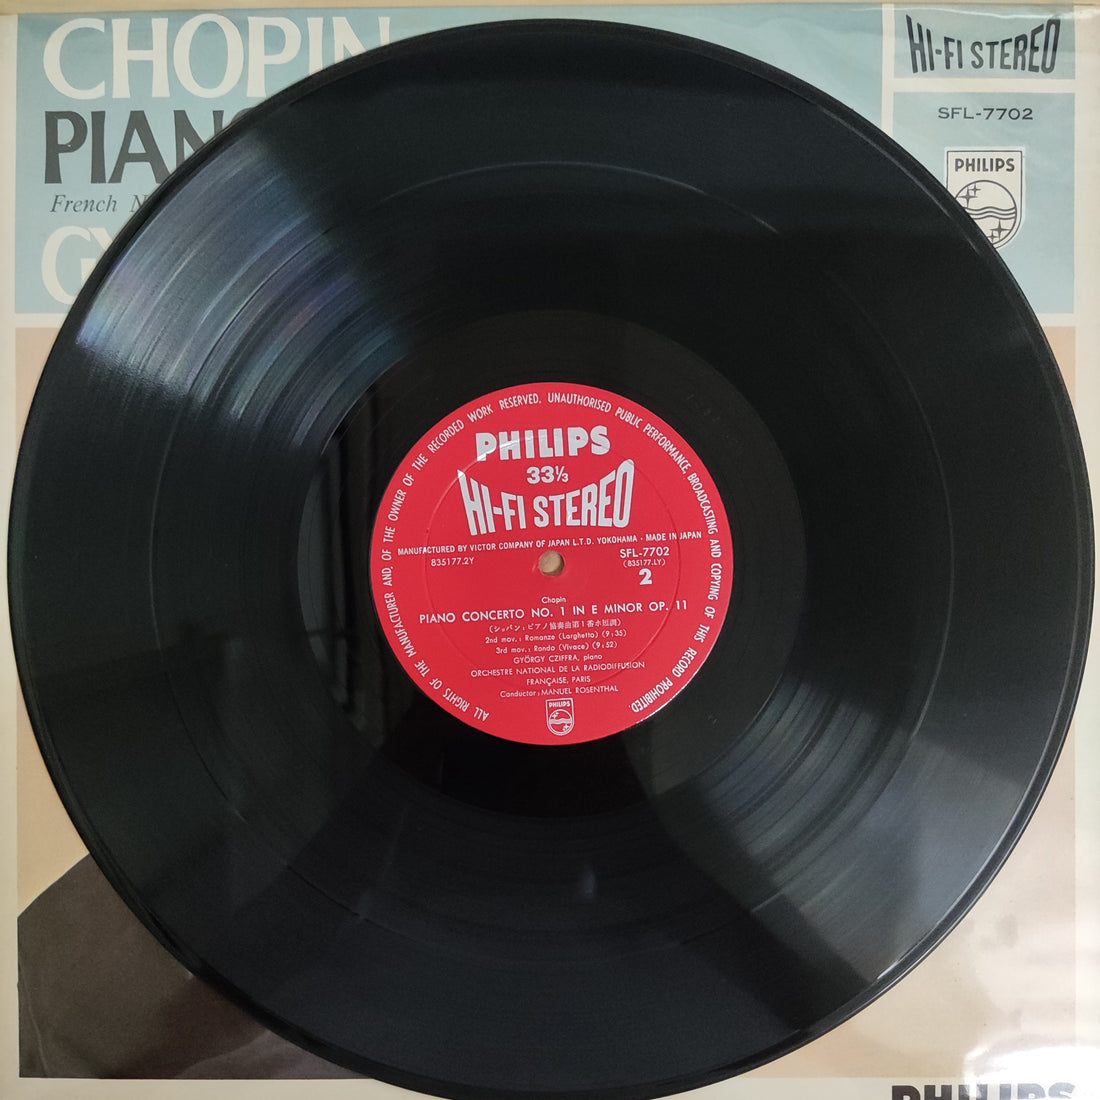 CHOPIN
PIAN
French N
GY
HI-FI STEREO
SFL-7702
PHILIPS
ALL RIGHTS OF THE MANUFACTURER AND, OF THE OWNER OF THE RECORDED WORK RESERVED. UNAUTHORISED PUBLIC PERFORMANCE, BROADCASTING AND COPYING OF THIS RECORD PROHIBITED.
PHILIPS
33⅓
HI-FI STEREO
MANUFACTURED BY VICTOR COMPANY OF JAPAN L.T.D. YOKOHAMA • MADE IN JAPAN
835177.2Y
SFL-7702
(835177.LY)
2
Chopin
PIANO CONCERTO NO. 1 IN E MINOR OP. 11
(ショパン:ピアノ協奏曲第1番ホ短調)
2nd mov.: Romanze (Larghetto) (9:35)
3rd mov.: Rondo (Vivace) (9:52)
GYÖRGY CZIFFRA, piano
ORCHESTRE NATIONAL DE LA RADIODIFFUSION
FRANÇAISE, PARIS
Conductor: MANUEL ROSENTHAL
PHILIPS
PHILIPS